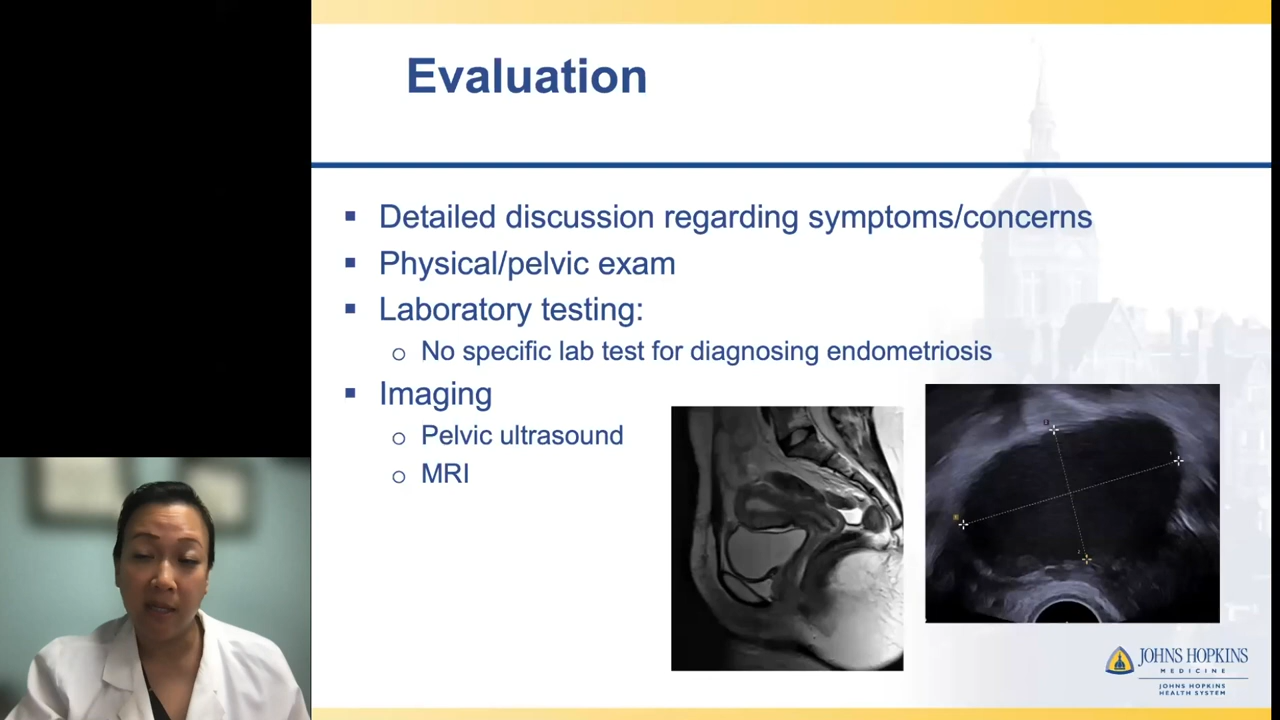 Evaluation
Detailed discussion regarding symptoms/concerns
Physical/pelvic exam
Laboratory testing:
No specific lab test for diagnosing endometriosis
Imaging
Pelvic ultrasound
MRI
JOHNS HOPKINS
MEDICINE
JOHNS HOPKINS
HEALTH SYSTEM